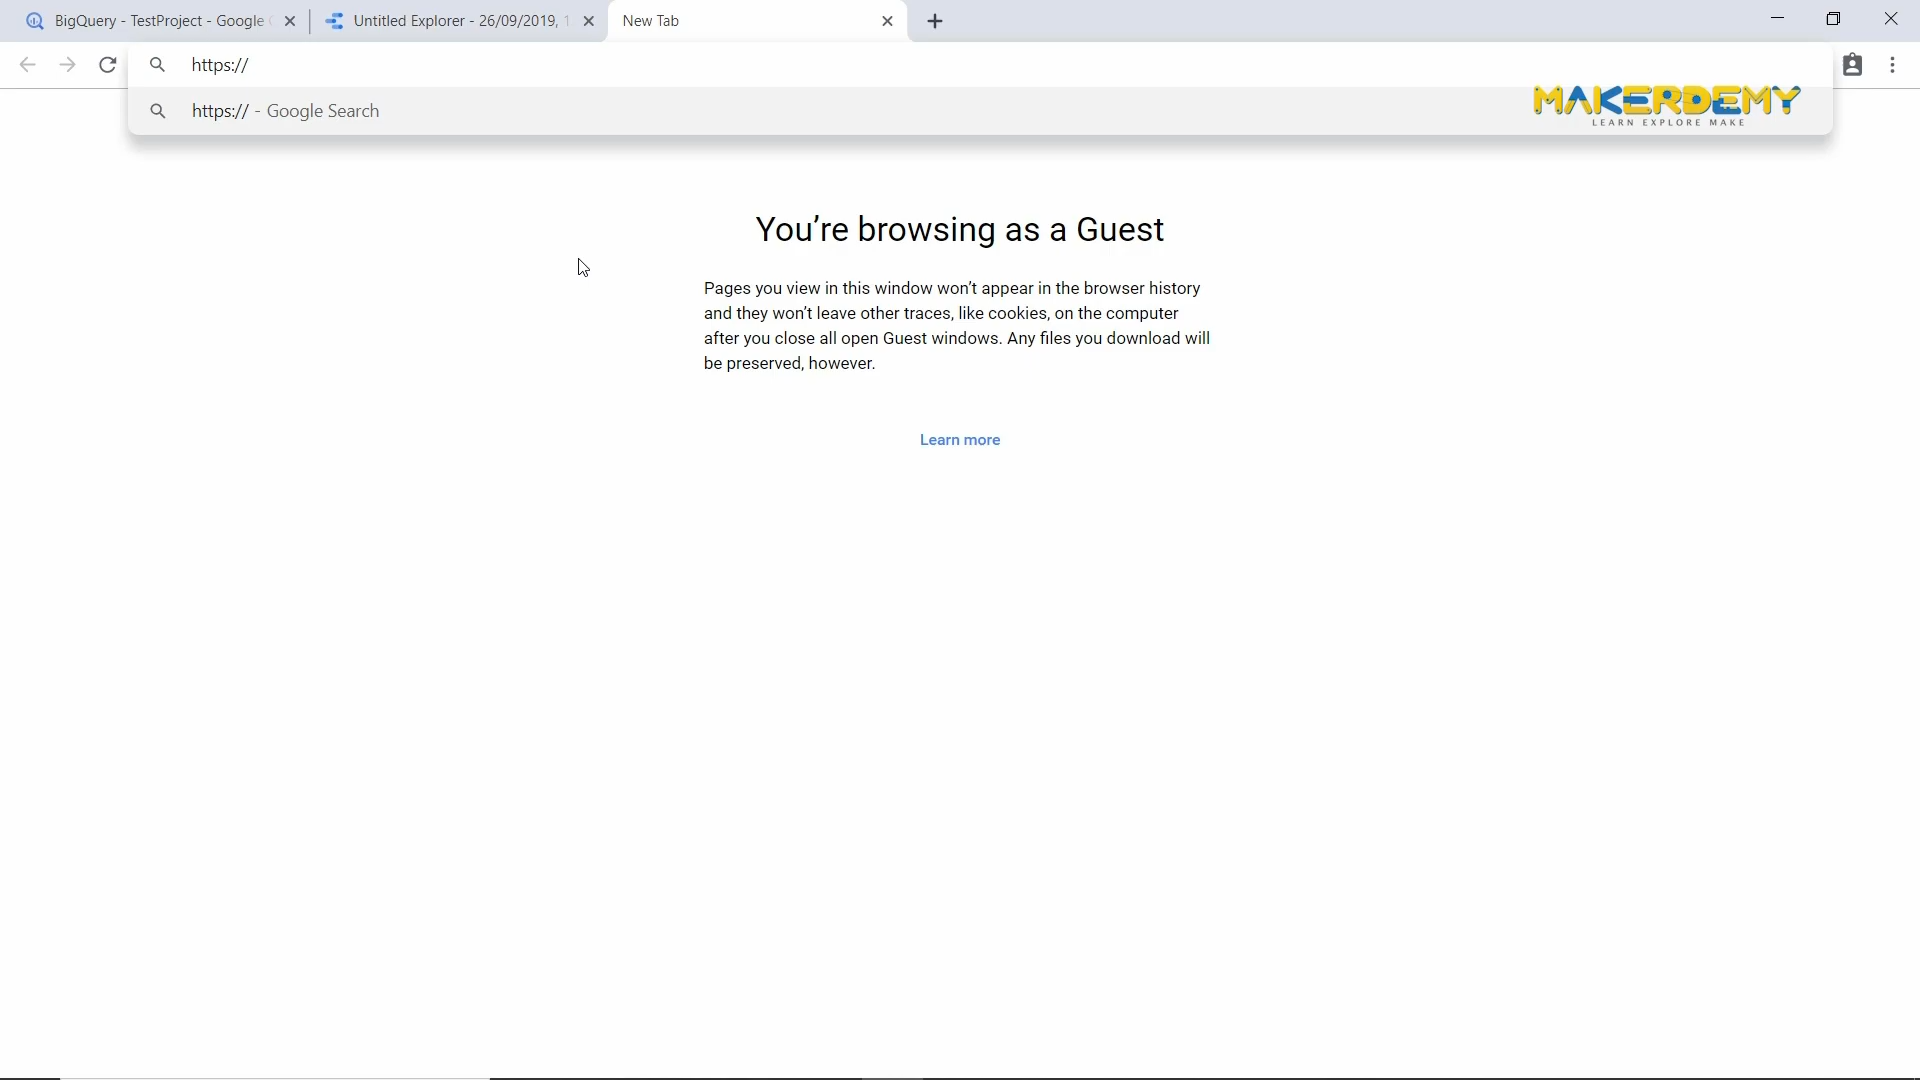 BigQuery - TestProject - Google
Untitled Explorer - 26/09/2019, 1
New Tab
https://
https:// - Google Search
MAKERDEMY
LEARN EXPLORE MAKE
You're browsing as a Guest
Pages you view in this window won't appear in the browser history
and they won't leave other traces, like cookies, on the computer
after you close all open Guest windows. Any files you download will
be preserved, however.
Learn more